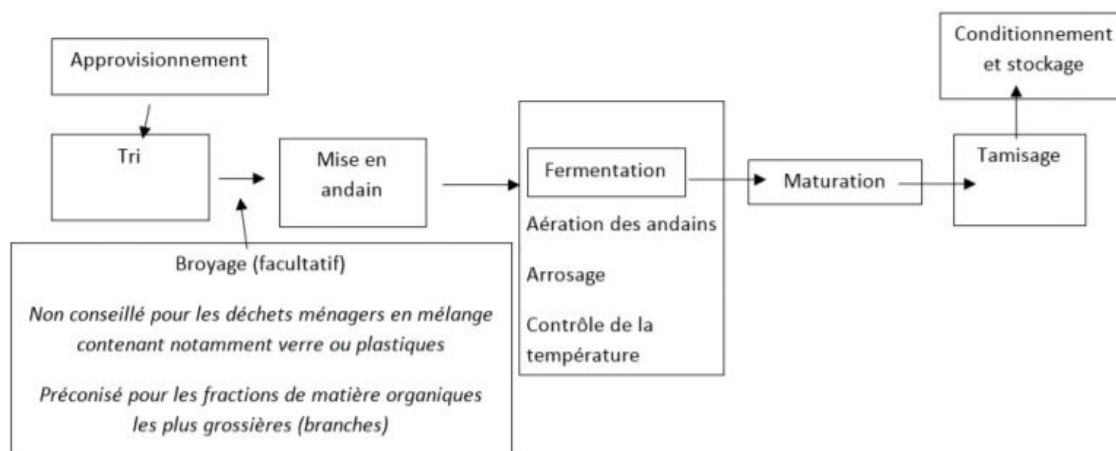 Approvisionnement
Tri
Broyage (facultatif)
Non conseillé pour les déchets ménagers en mélange
contenant notamment verre ou plastiques
Préconisé pour les fractions de matière organiques
les plus grossières (branches)
Mise en
andain
Fermentation
Aération des andains
Arrosage
Contrôle de la
température
Maturation
Tamisage
Conditionnement
et stockage